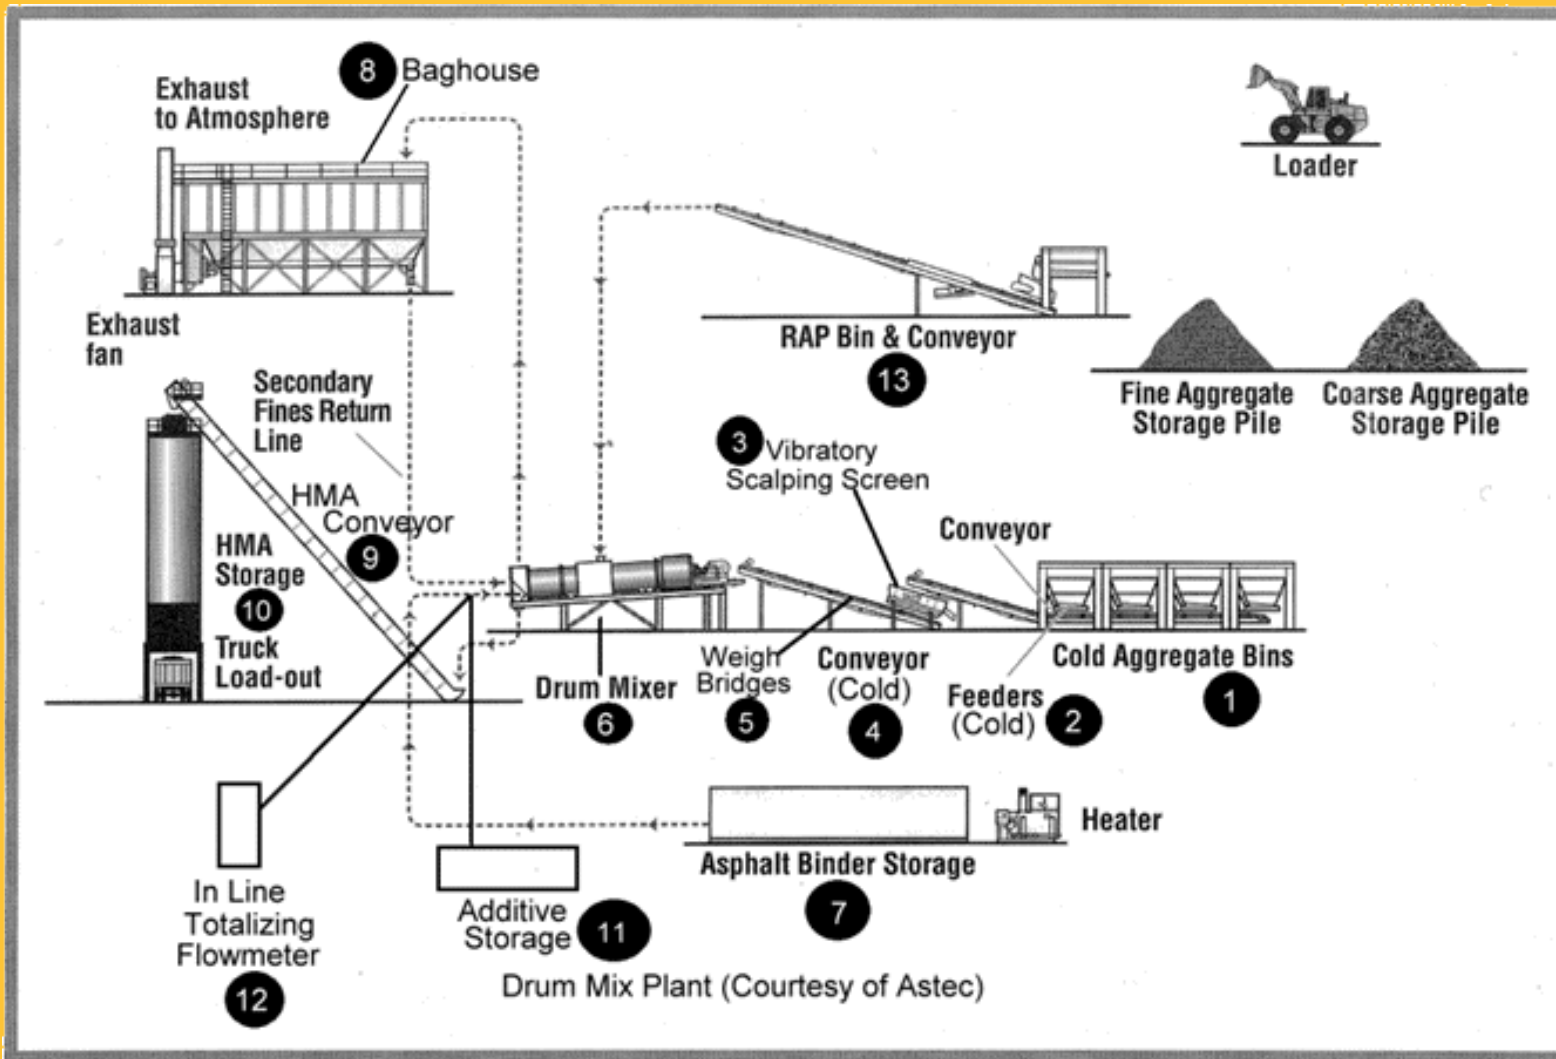 8 Baghouse
Exhaust
to Atmosphere
Loader
Exhaust
fan
RAP Bin & Conveyor
13
Fine Aggregate
Storage Pile
Coarse Aggregate
Storage Pile
Secondary
Fines Return
Line
3 Vibratory
Scalping Screen
HMA
Conveyor
9
Conveyor
HMA
Storage
10
Truck
Load-out
Drum Mixer
6
Weigh
Bridges
5
Conveyor
(Cold)
4
Feeders
(Cold) 2
Cold Aggregate Bins
1
Heater
Asphalt Binder Storage
7
In Line
Totalizing
Flowmeter
12
Additive
Storage 11
Drum Mix Plant (Courtesy of Astec)